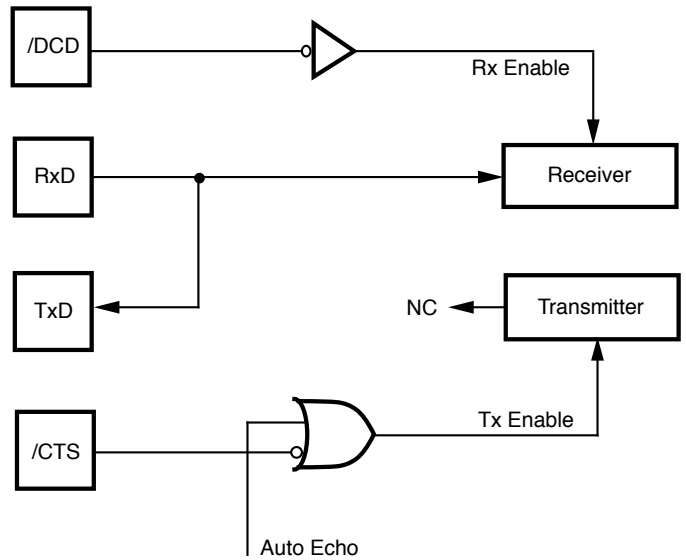 /DCD
Rx Enable
RxD
Receiver
TxD
NC
Transmitter
Tx Enable
/CTS
Auto Echo